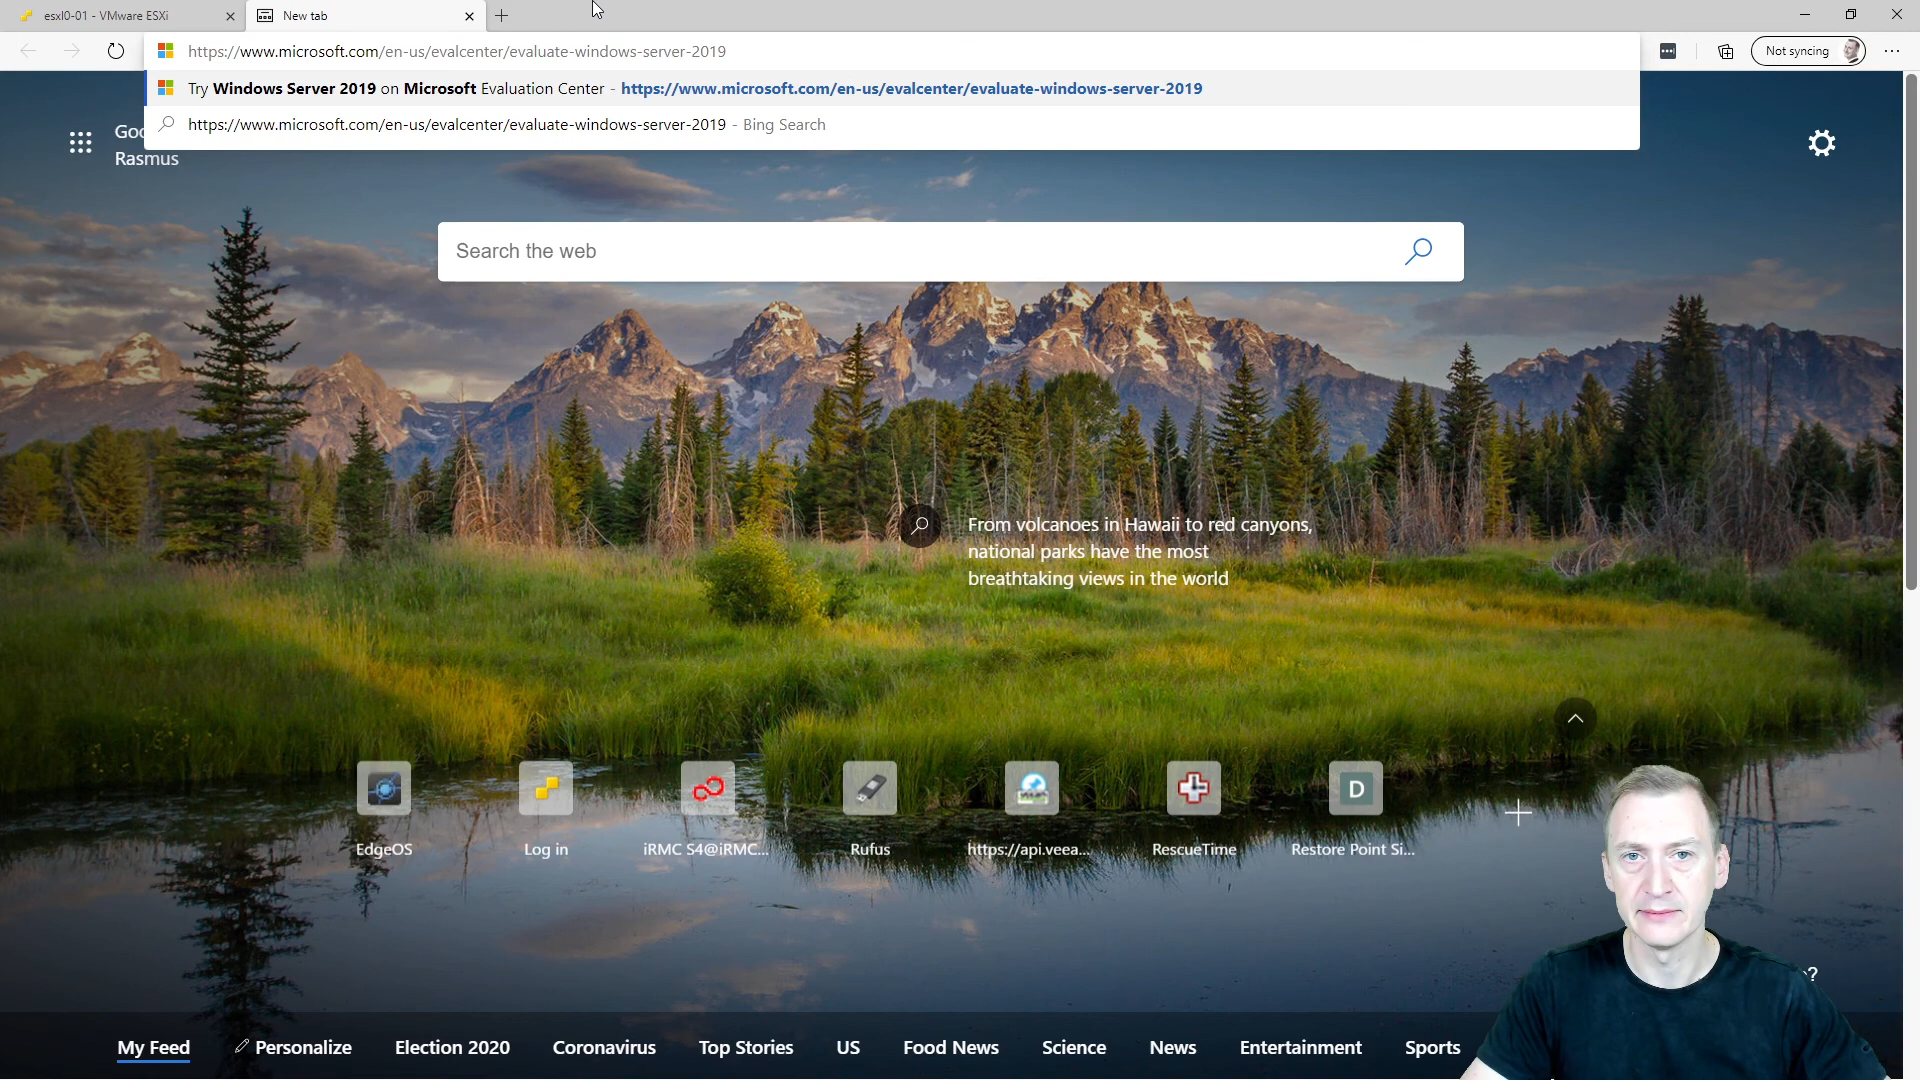 esxl0-01 - VMware ESXi
New tab
https://www.microsoft.com/en-us/evalcenter/evaluate-windows-server-2019
Not syncing
Try Windows Server 2019 on Microsoft Evaluation Center - https://www.microsoft.com/en-us/evalcenter/evaluate-windows-server-2019
https://www.microsoft.com/en-us/evalcenter/evaluate-windows-server-2019 - Bing Search
Rasmus
Search the web
From volcanoes in Hawaii to red canyons,
national parks have the most
breathtaking views in the world
D
EdgeOS
Log in
iRMC S4@iRMC...
Rufus
https://api.veea...
RescueTime
Restore Point Si...
?
My Feed
Personalize
Election 2020
Coronavirus
Top Stories
US
Food News
Science
News
Entertainment
Sports